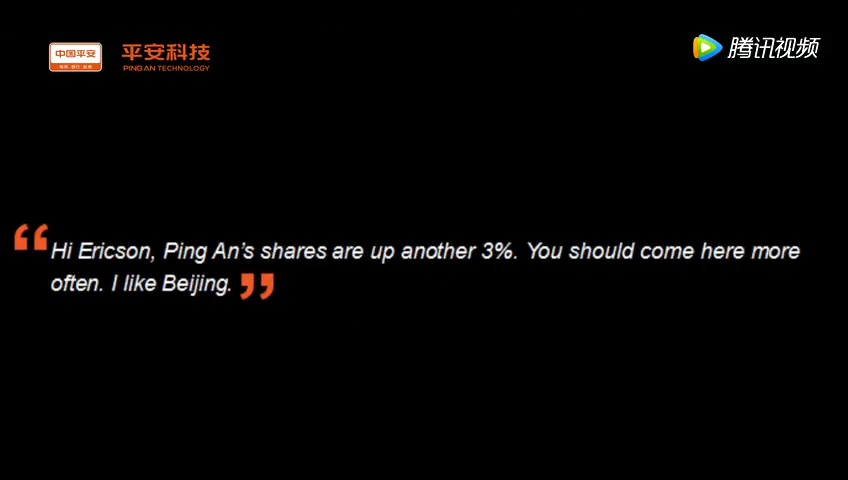 中国平安
平安科技
PING AN TECHNOLOGY
腾讯视频
“Hi Ericson, Ping An’s shares are up another 3%. You should come here more
often. I like Beijing.”